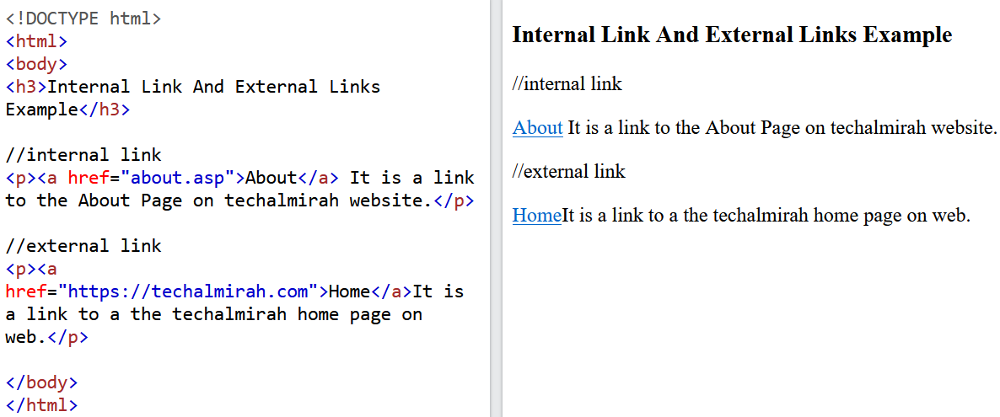 <!DOCTYPE html>
<html>
<body>
<h3>Internal Link And External Links
Example</h3>
//internal link
<p><a href="about.asp">About</a> It is a link
to the About Page on techalmirah website.</p>
//external link
<p><a
href="https://techalmirah.com">Home</a>It is
a link to a the techalmirah home page on
web.</p>
</body>
</html>
Internal Link And External Links Example
//internal link
About It is a link to the About Page on techalmirah website.
//external link
HomeIt is a link to a the techalmirah home page on web.